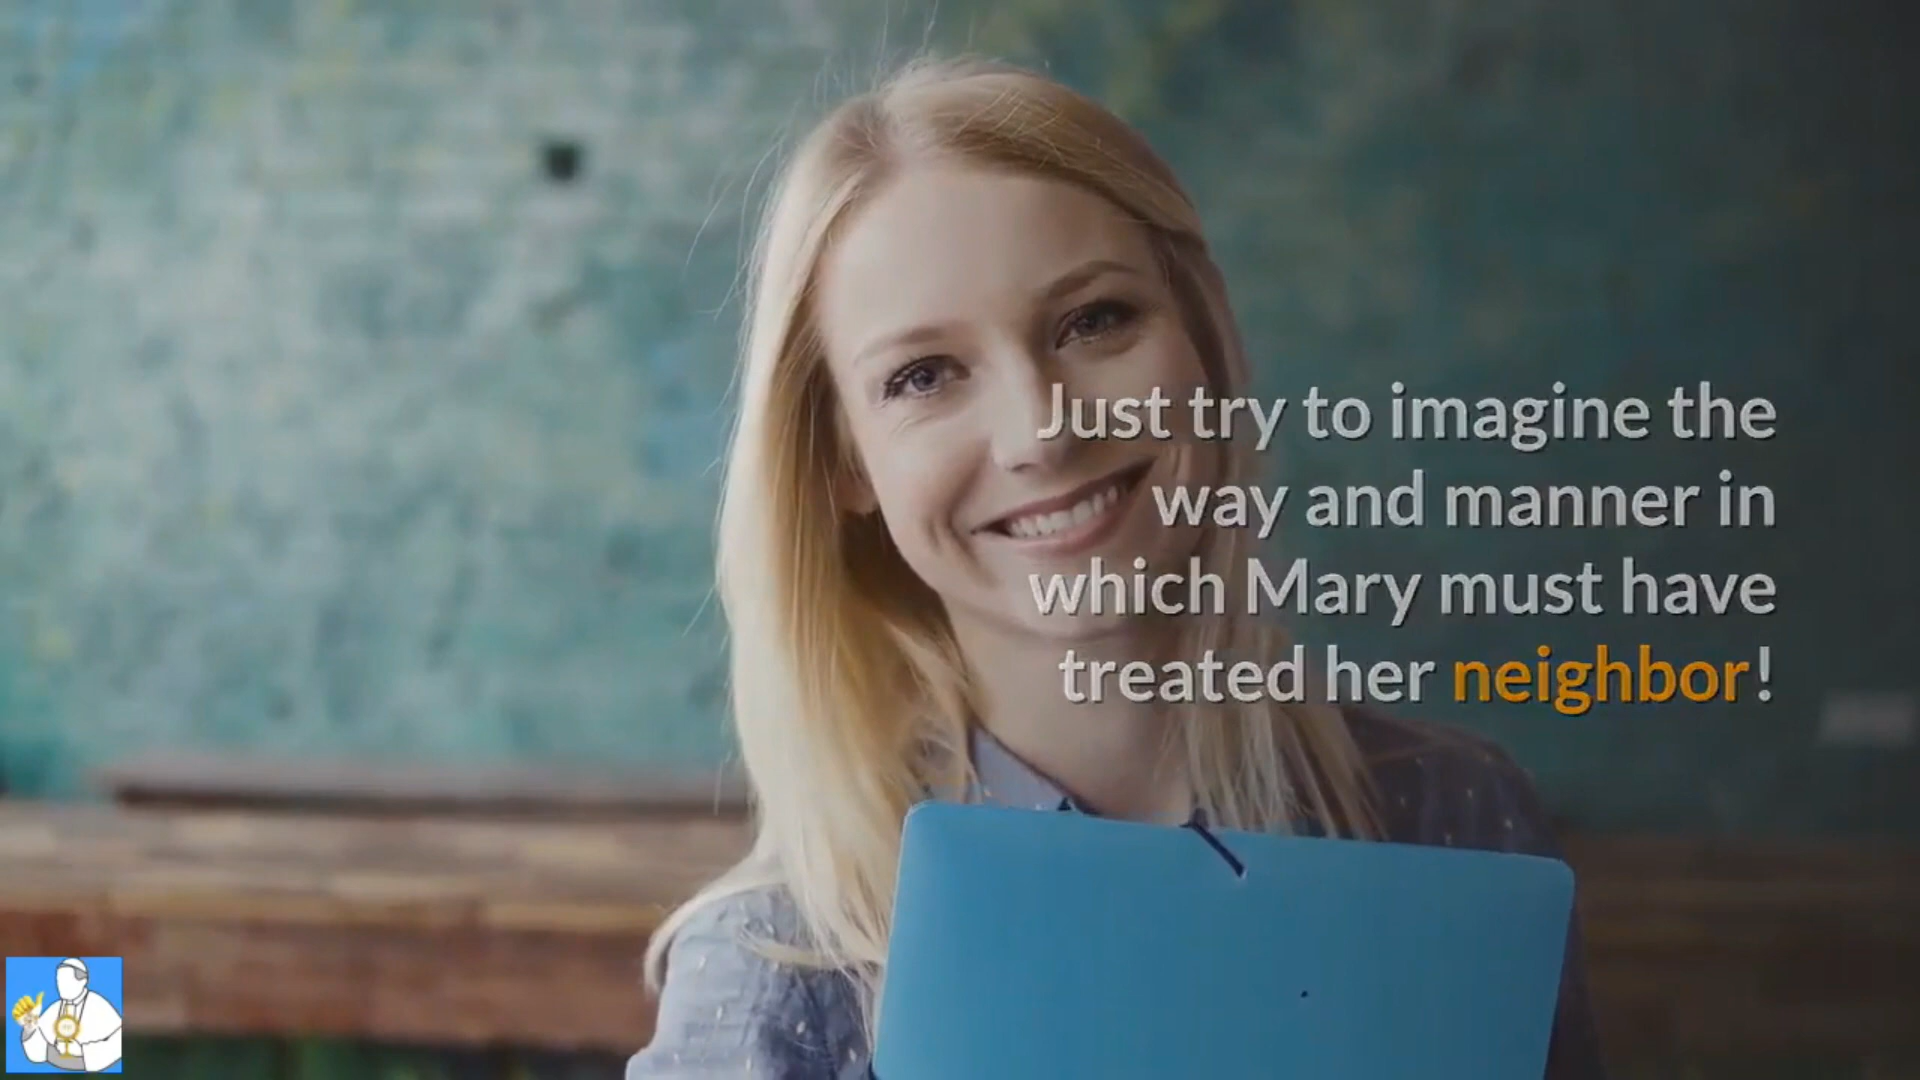 Just try to imagine the
way and manner in
which Mary must have
treated her neighbor!